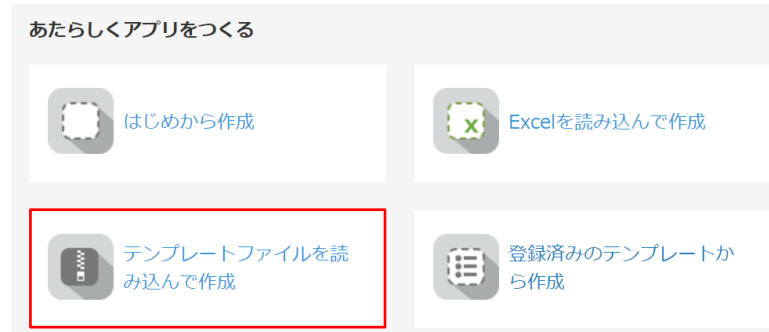 あたらしくアプリをつくる
はじめから作成
Excelを読み込んで作成
テンプレートファイルを読
み込んで作成
登録済みのテンプレートか
ら作成